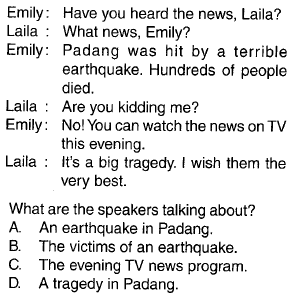 Emily: Have you heard the news, Laila?
Laila : What news, Emily?
Emily: Padang was hit by a terrible
earthquake. Hundreds of people
died.
Laila : Are you kidding me?
Emily: No! You can watch the news on TV
this evening.
Laila : It's a big tragedy. I wish them the
very best.
What are the speakers talking about?
A. An earthquake in Padang.
B. The victims of an earthquake.
C. The evening TV news program.
D. A tragedy in Padang.